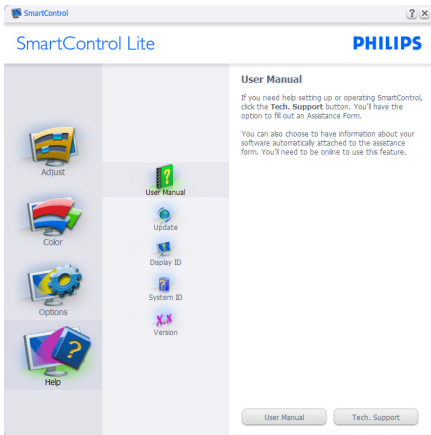 SmartControl
SmartControl Lite
PHILIPS
Adjust
Color
Options
Help
User Manual
Update
Display ID
System ID
X.X
Version
User Manual
If you need help setting up or operating SmartControl,
click the Tech. Support button. You'll have the
option to fill out an Assistance Form.
You can also choose to have information about your
software automatically attached to the assistance
form. You'll need to be online to use this feature.
User Manual
Tech. Support